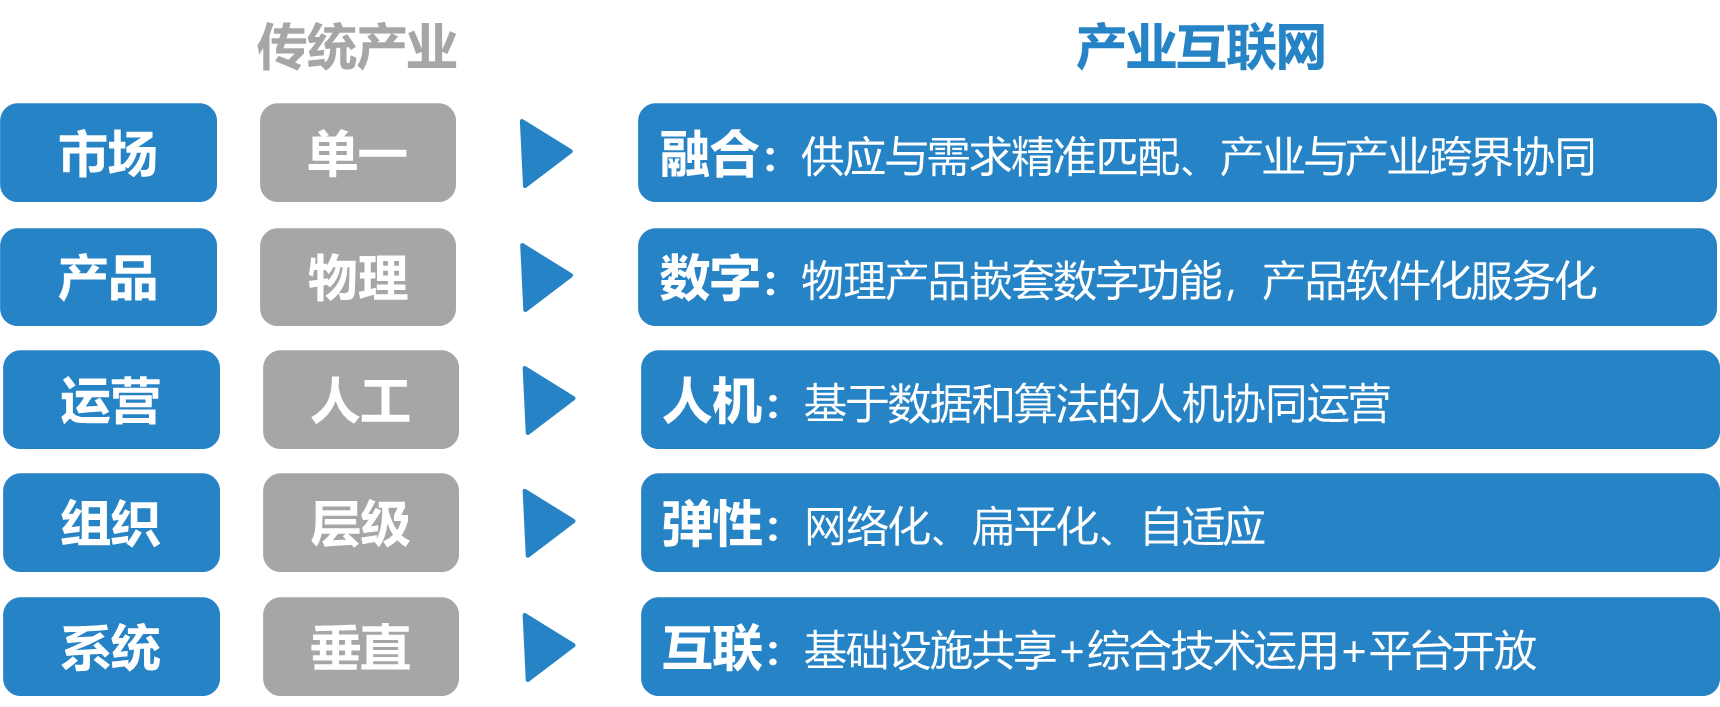 传统产业 产业互联网
市场 单一 融合：供应与需求精准匹配、产业与产业跨界协同
产品 物理 数字：物理产品嵌套数字功能，产品软件化服务化
运营 人工 人机：基于数据和算法的人机协同运营
组织 层级 弹性：网络化、扁平化、自适应
系统 垂直 互联：基础设施共享+综合技术运用+平台开放